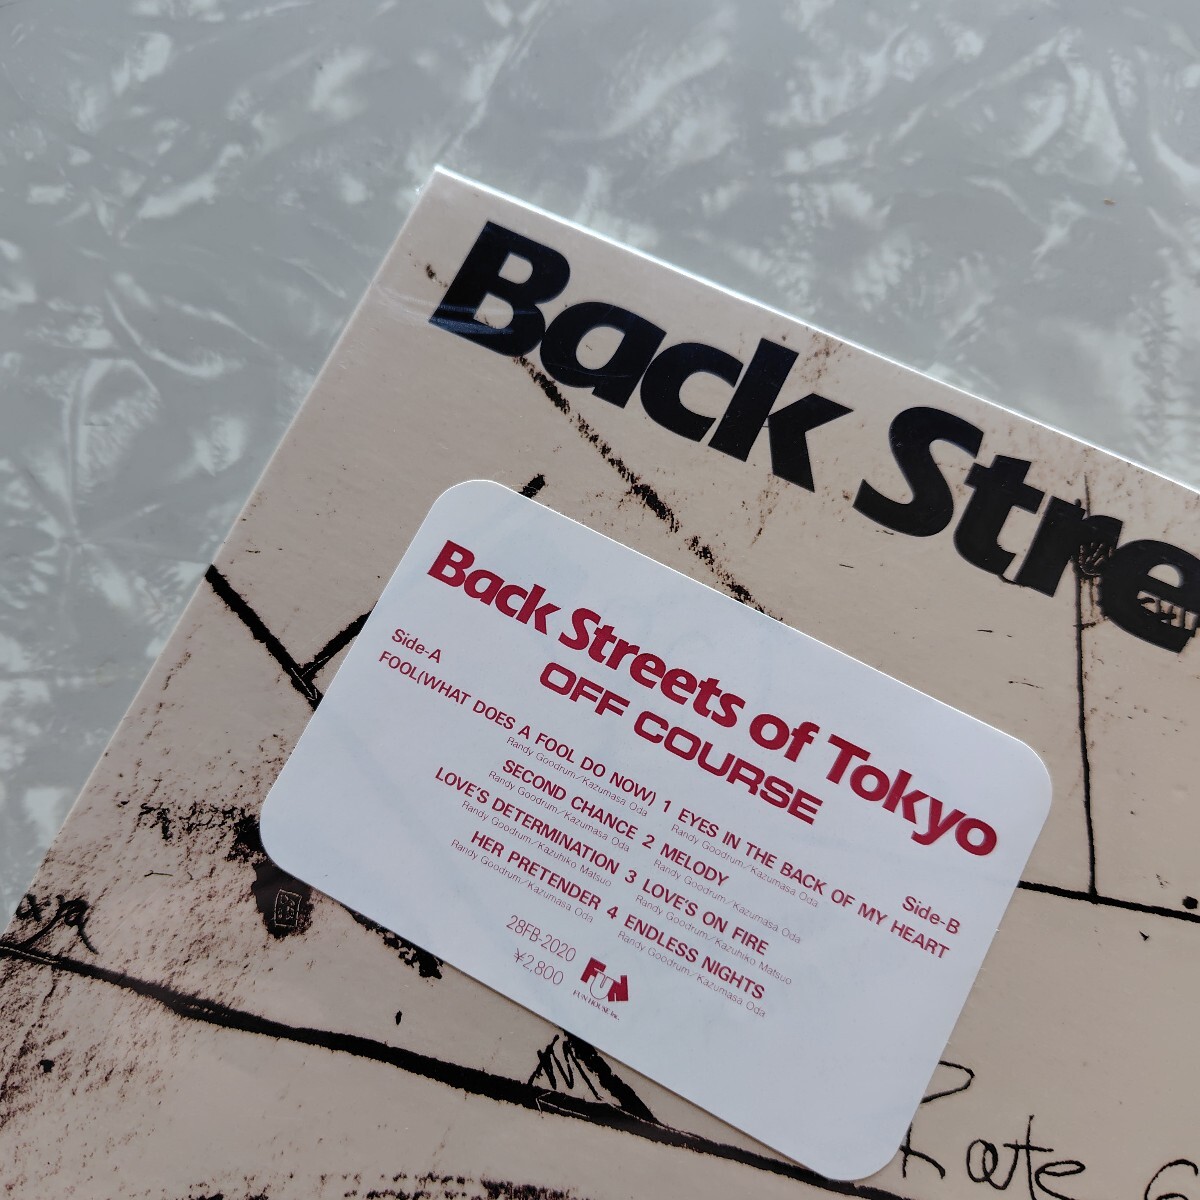 Back Stre
Back Streets of Tokyo
OFF COURSE
Side-A
Side-B
FOOL(WHAT DOES A FOOL DO NOW) 1 EYES IN THE BACK OF MY HEART
Randy Goodrum/Kazumasa Oda Randy Goodrum/Kazumasa Oda
SECOND CHANCE 2 MELODY
Randy Goodrum/Kazumasa Oda Randy Goodrum/Kazumasa Oda
LOVE'S DETERMINATION 3 LOVE'S ON FIRE
Randy Goodrum/Kazuhiko Matsuo Randy Goodrum/Kazuhiko Matsuo
HER PRETENDER 4 ENDLESS NIGHTS
Randy Goodrum/Kazumasa Oda Randy Goodrum/Kazumasa Oda
28FB-2020
¥2,800
FUN
FUN HOUSE, Inc.